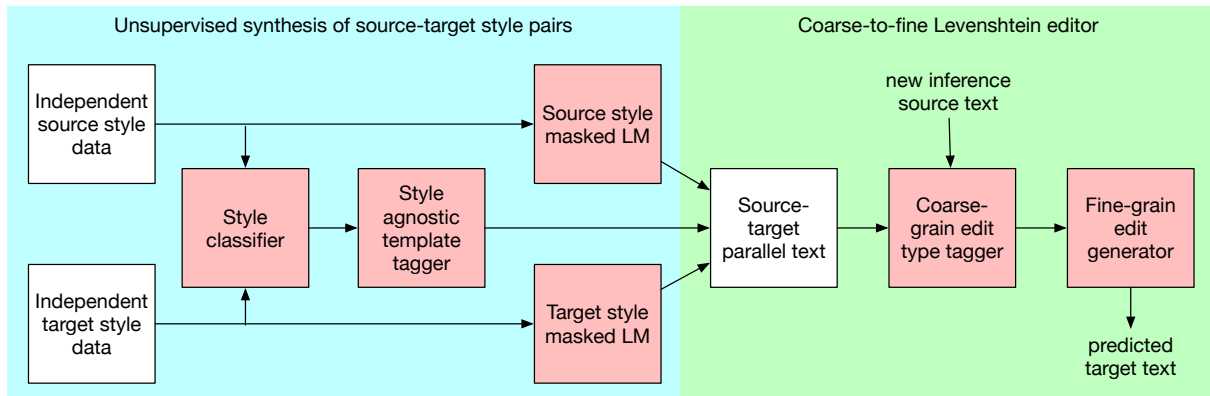 Unsupervised synthesis of source-target style pairs
Coarse-to-fine Levenshtein editor
Independent
source style
data
Source style
masked LM
new inference
source text
Style
classifier
Style
agnostic
template
tagger
Source-
target
parallel text
Coarse-
grain edit
type tagger
Fine-grain
edit
generator
Independent
target style
data
Target style
masked LM
predicted
target text